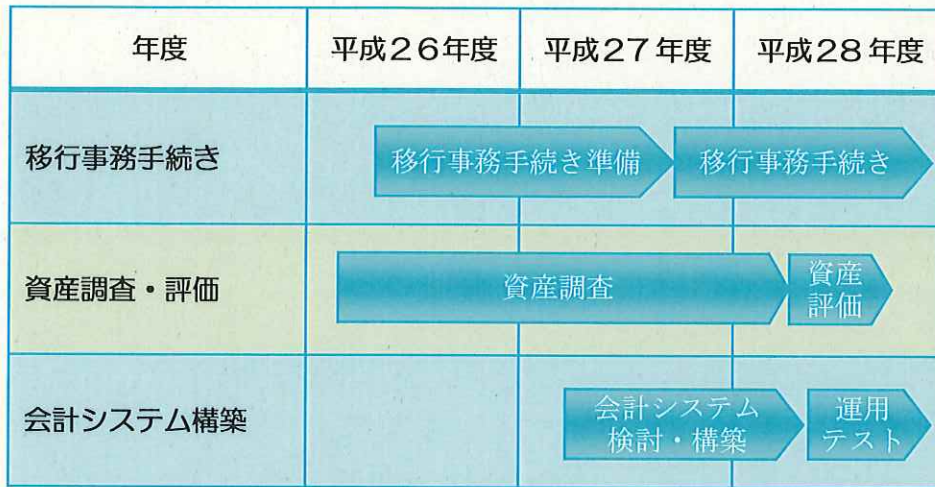 年度
平成26年度
平成27年度
平成28年度
移行事務手続き
移行事務手続き準備
移行事務手続き
資産調査・評価
資産調査
資産
評価
会計システム構築
会計システム
検討・構築
運用
テスト